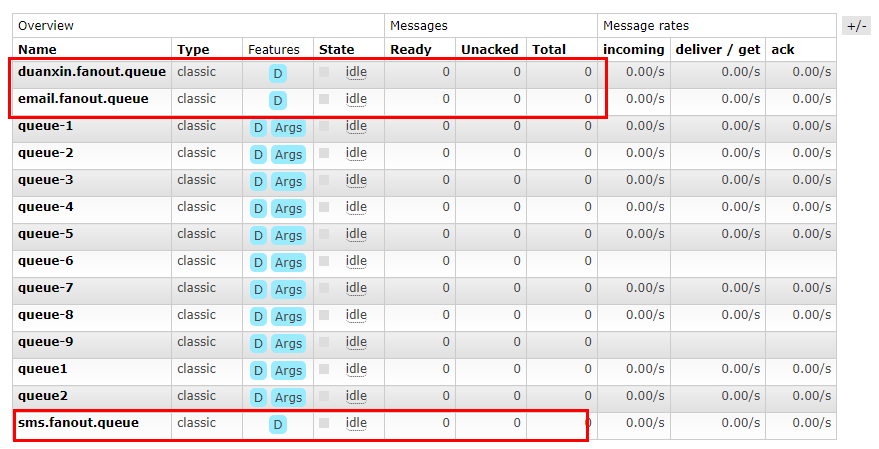 Overview Messages Message rates +/-
Name Type Features State Ready Unacked Total incoming deliver / get ack
duanxin.fanout.queue classic D idle 0 0 0 0.00/s 0.00/s 0.00/s
email.fanout.queue classic D idle 0 0 0 0.00/s 0.00/s 0.00/s
queue-1 classic D Args idle 0 0 0 0.00/s 0.00/s 0.00/s
queue-2 classic D Args idle 0 0 0 0.00/s 0.00/s 0.00/s
queue-3 classic D Args idle 0 0 0 0.00/s 0.00/s 0.00/s
queue-4 classic D Args idle 0 0 0 0.00/s 0.00/s 0.00/s
queue-5 classic D Args idle 0 0 0 0.00/s 0.00/s 0.00/s
queue-6 classic D Args idle 0 0 0
queue-7 classic D Args idle 0 0 0 0.00/s 0.00/s 0.00/s
queue-8 classic D Args idle 0 0 0 0.00/s 0.00/s 0.00/s
queue-9 classic D Args idle 0 0 0
queue1 classic D Args idle 0 0 0 0.00/s 0.00/s 0.00/s
queue2 classic D Args idle 0 0 0 0.00/s 0.00/s 0.00/s
sms.fanout.queue classic D idle 0 0 0 0.00/s 0.00/s 0.00/s